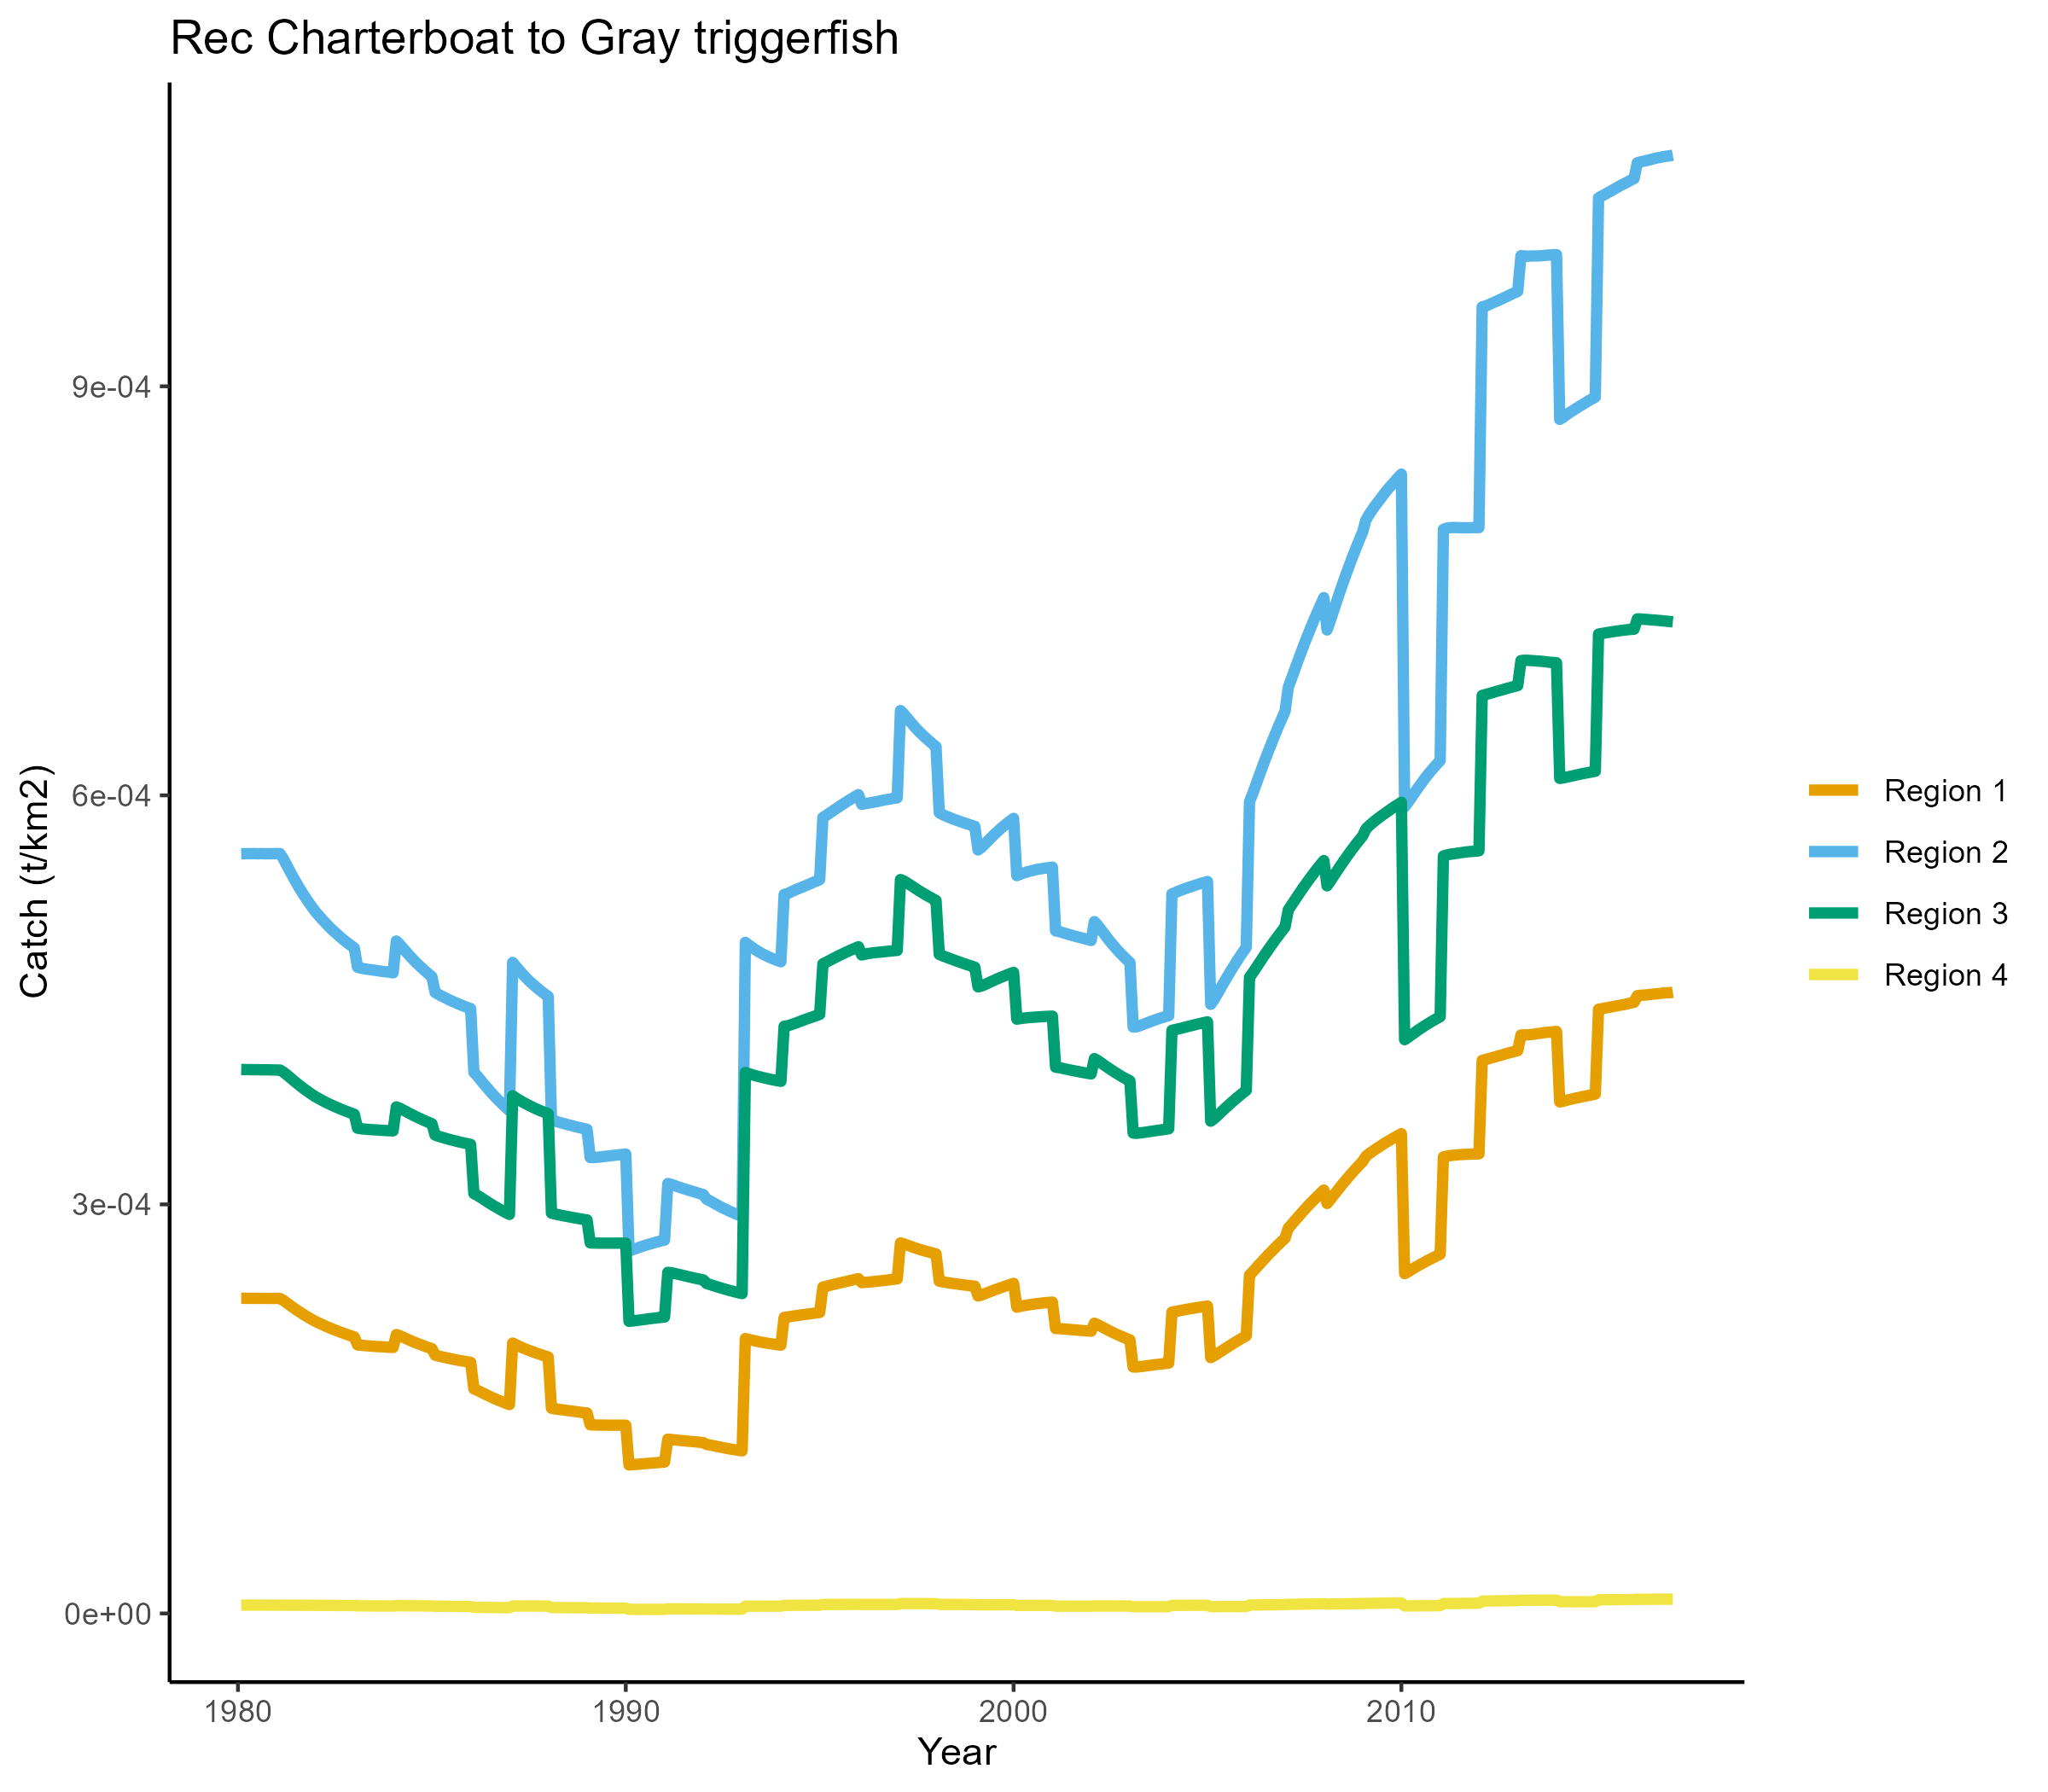 Rec Charterboat to Gray triggerfish
Catch (t/km2)
9e-04
6e-04
3e-04
0e+00
1980
1990
2000
2010
Year
Region 1
Region 2
Region 3
Region 4